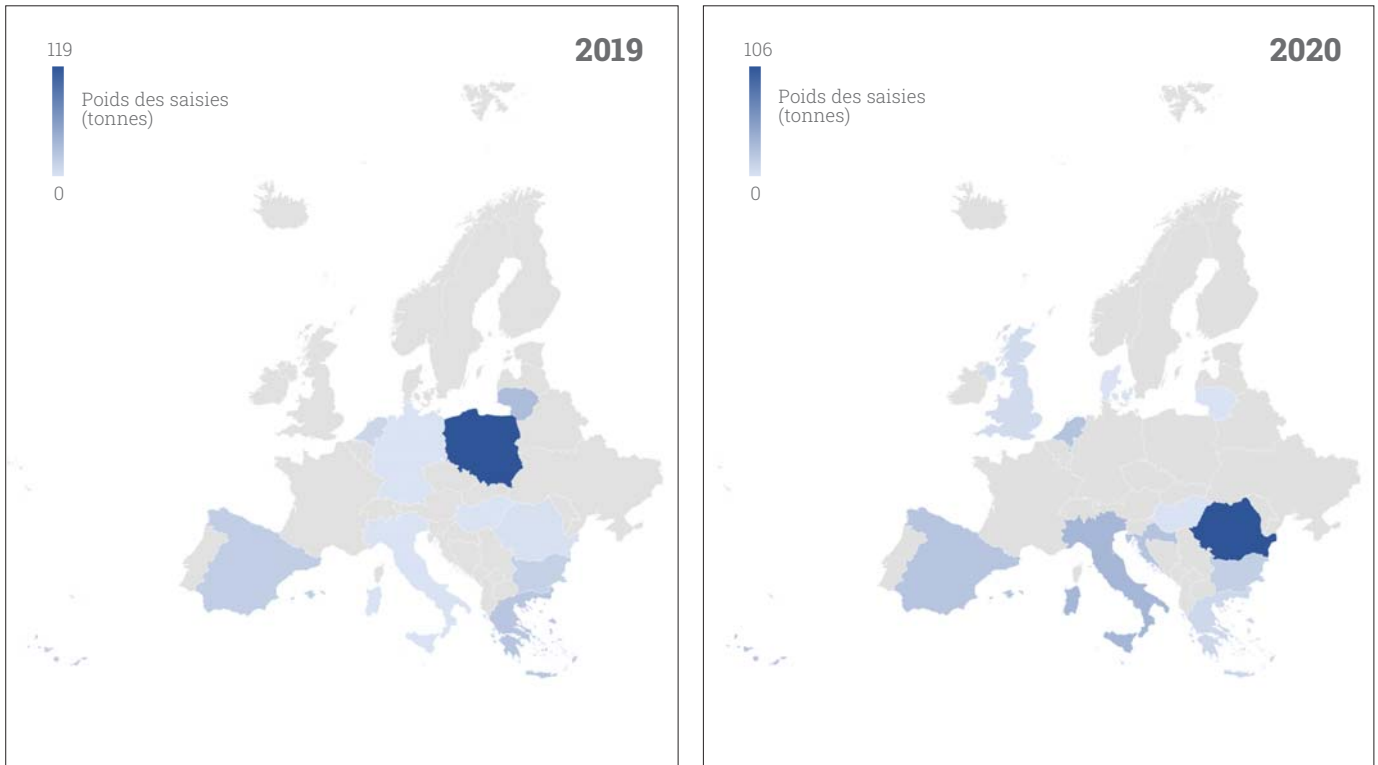 119
2019
Poids des saisies
(tonnes)
0
106
2020
Poids des saisies
(tonnes)
0